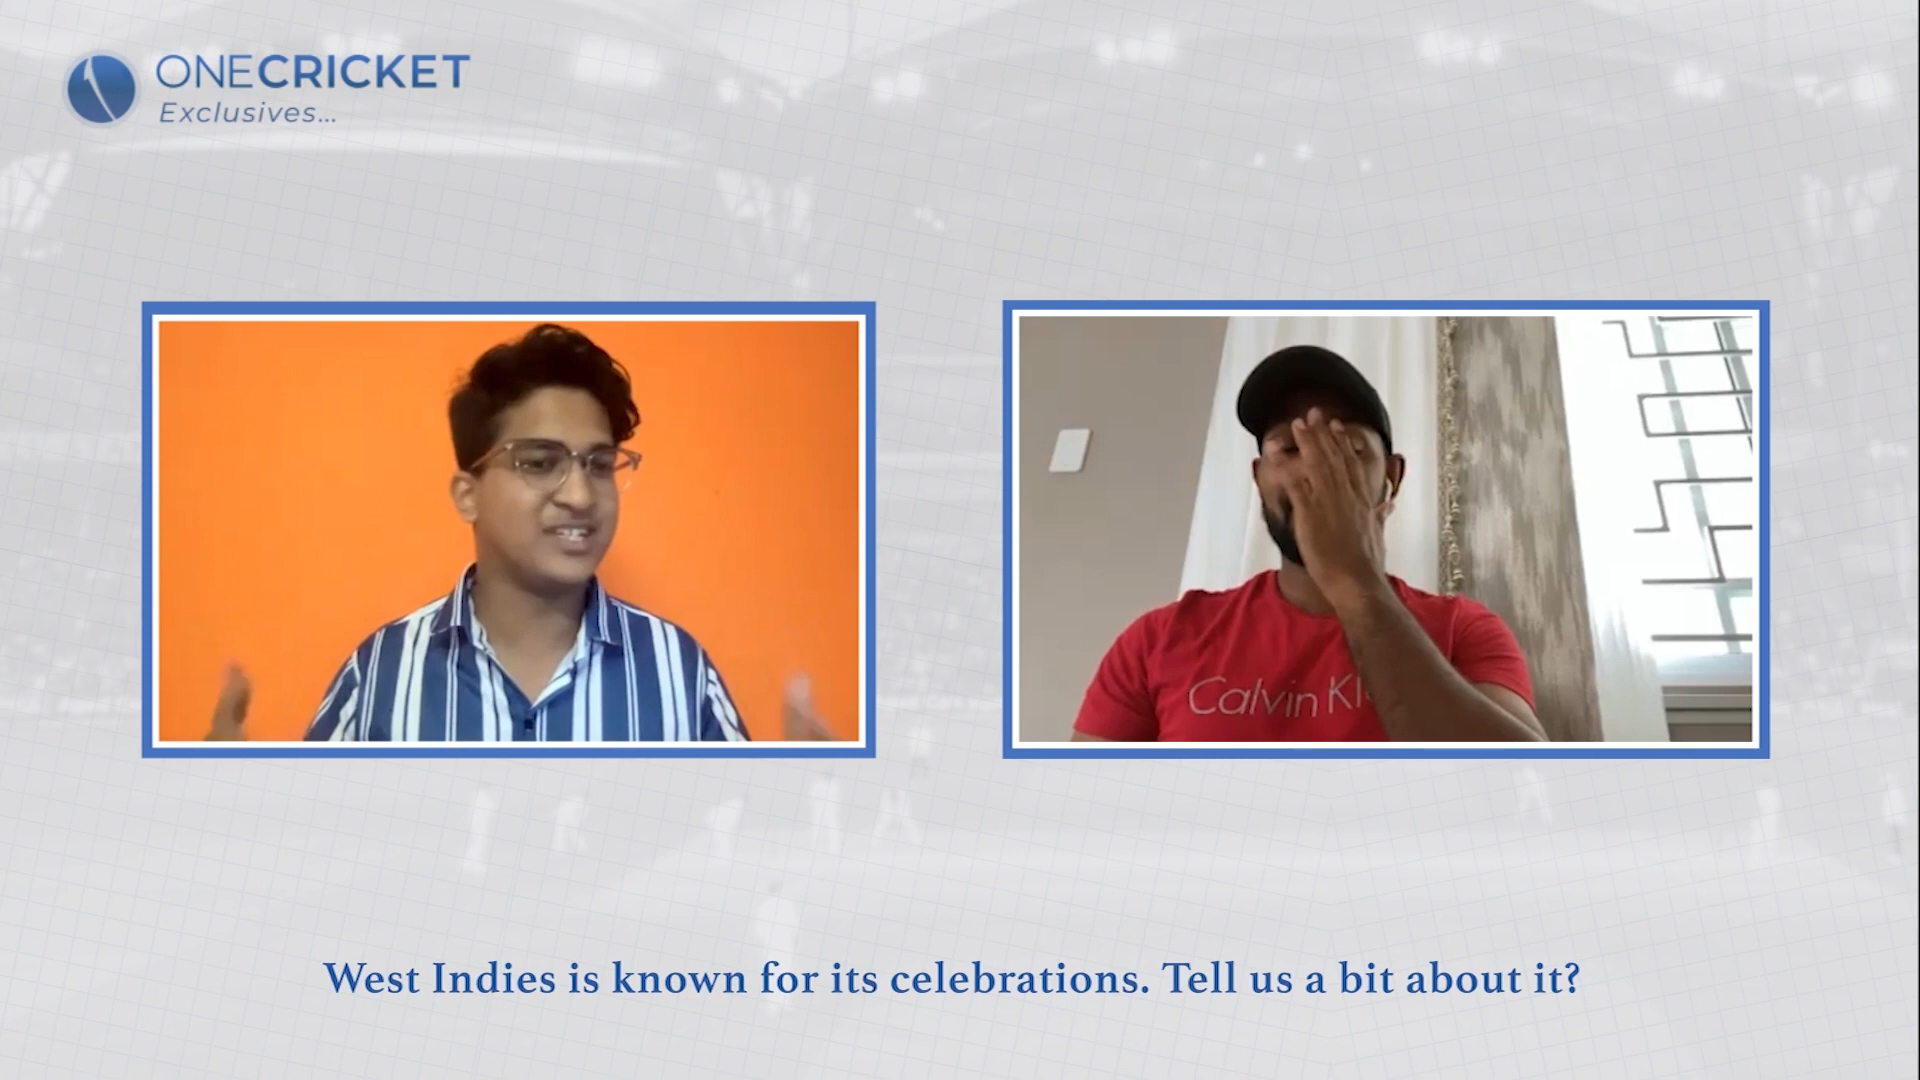 ONECRICKET
Exclusives...
Calvin Kl
West Indies is known for its celebrations. Tell us a bit about it?